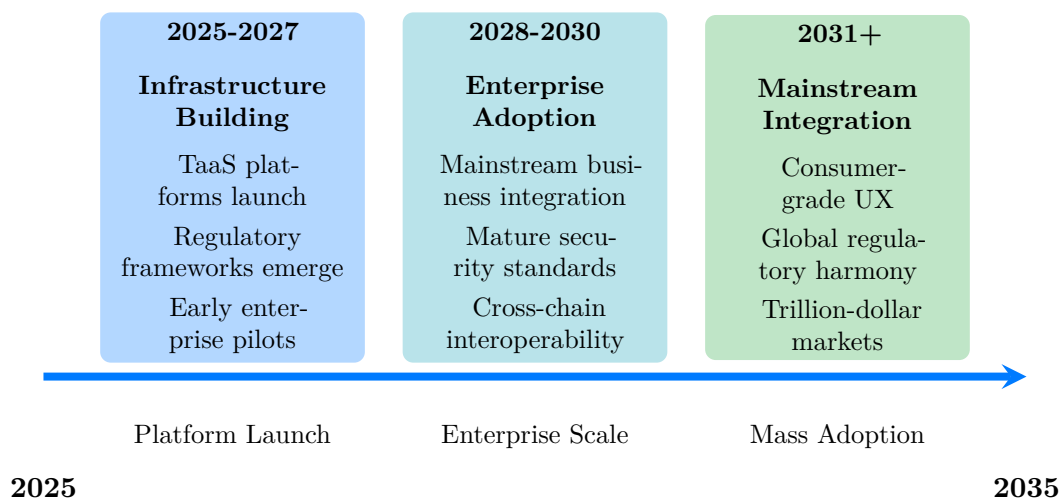 2025-2027
Infrastructure
Building
TaaS plat-
forms launch
Regulatory
frameworks emerge
Early enter-
prise pilots
2028-2030
Enterprise
Adoption
Mainstream busi-
ness integration
Mature secu-
rity standards
Cross-chain
interoperability
2031+
Mainstream
Integration
Consumer-
grade UX
Global regula-
tory harmony
Trillion-dollar
markets
Platform Launch
Enterprise Scale
Mass Adoption
2025
2035